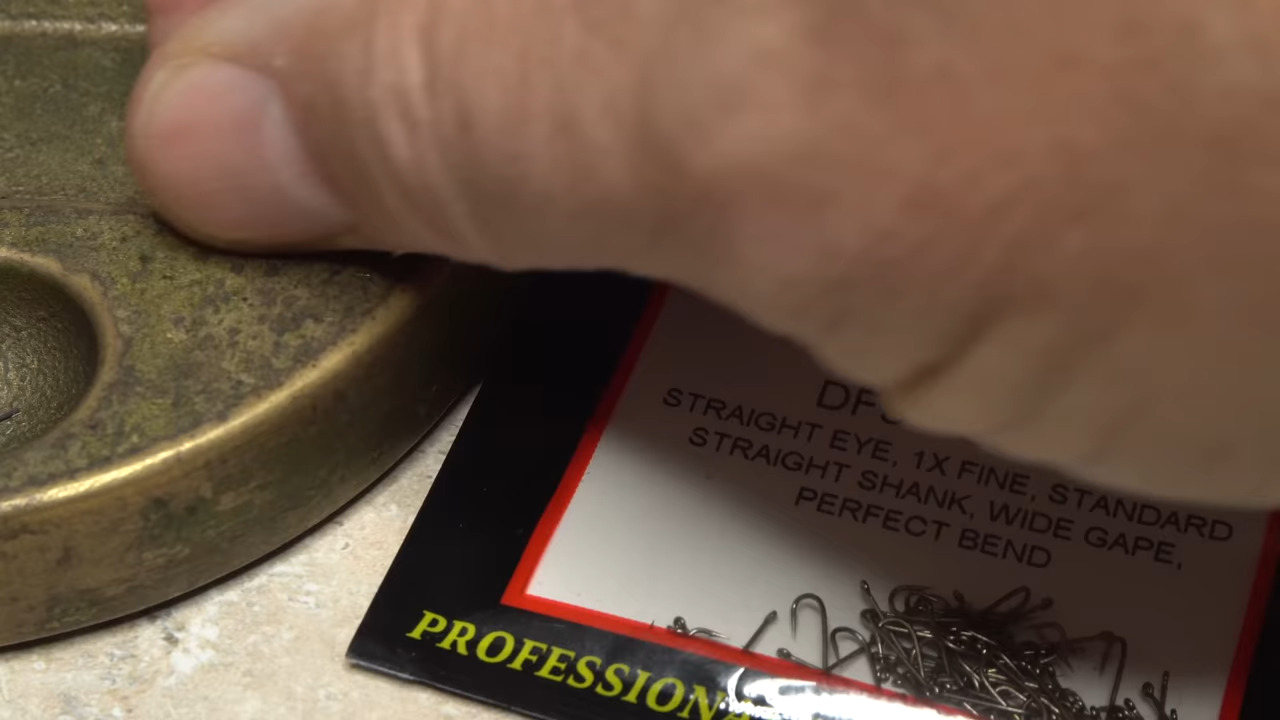 STRAIGHT EYE, 1X FINE, STANDARD
STRAIGHT SHANK, WIDE GAPE,
PERFECT BEND